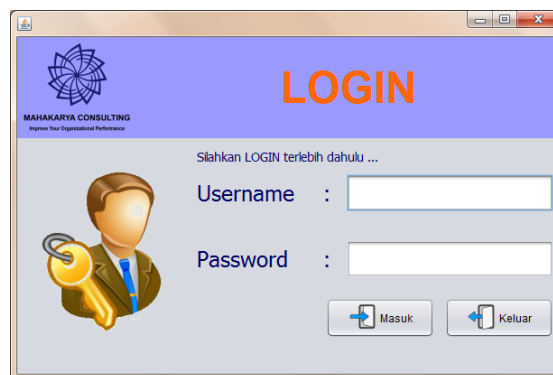 LOGIN
MAHAKARYA CONSULTING
Improve Your Organizational Performance
Silahkan LOGIN terlebih dahulu ...
Username :
Password :
Masuk
Keluar